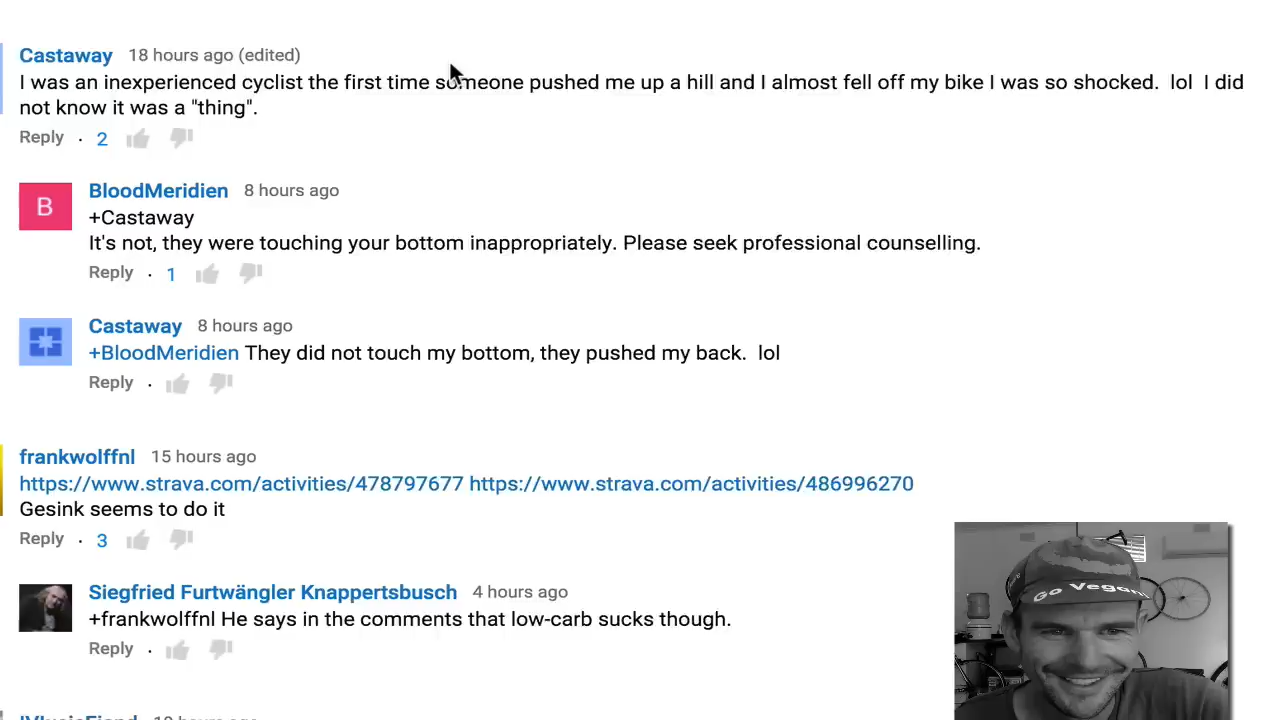 Castaway 18 hours ago (edited)
I was an inexperienced cyclist the first time someone pushed me up a hill and I almost fell off my bike I was so shocked.  lol  I did
not know it was a "thing".
Reply · 2
BloodMeridien 8 hours ago
B
+Castaway
It's not, they were touching your bottom inappropriately. Please seek professional counselling.
Reply · 1
Castaway 8 hours ago
+BloodMeridien They did not touch my bottom, they pushed my back.  lol
Reply ·
frankwolffnl 15 hours ago
https://www.strava.com/activities/478797677 https://www.strava.com/activities/486996270
Gesink seems to do it
Reply · 3
Siegfried Furtwängler Knappertsbusch 4 hours ago
+frankwolffnl He says in the comments that low-carb sucks though.
Reply ·
Go Vegan!